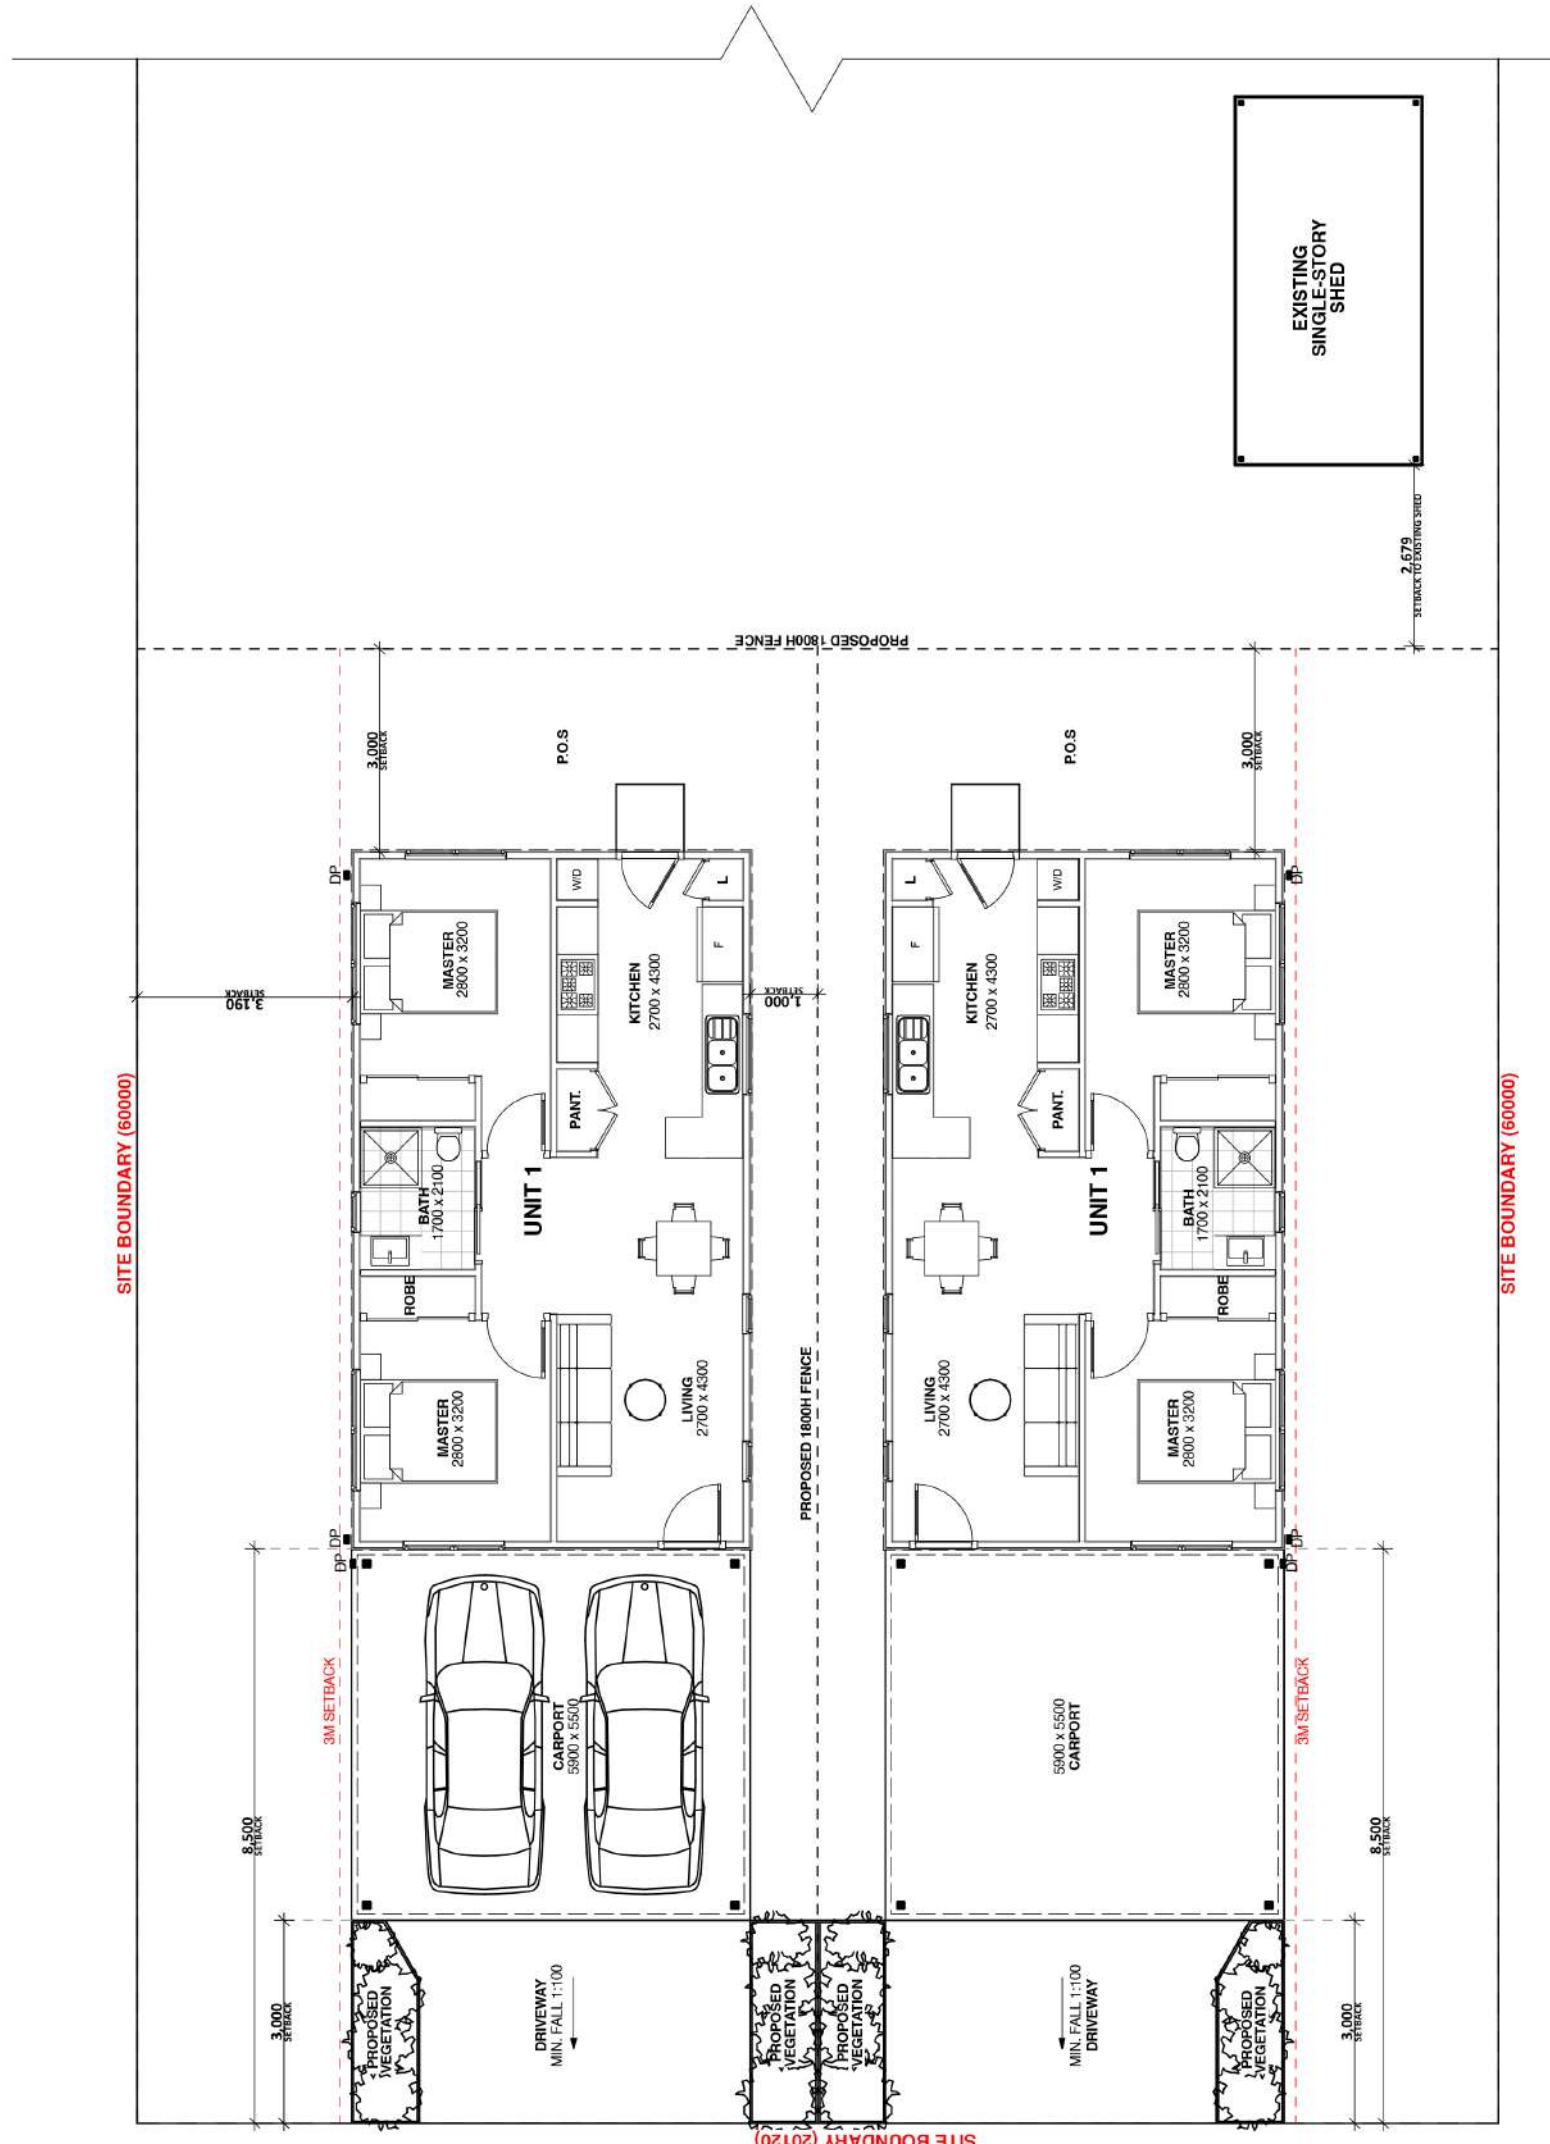 EXISTING
SINGLE-STORY
SHED
2,679
SETBACK TO EXISTING SHED
PROPOSED 1800H FENCE
3,000
SETBACK
P.O.S
P.O.S
3,000
SETBACK
DP
W/D
L
L
W/D
DP
MASTER
2800 x 3200
F
F
MASTER
2800 x 3200
KITCHEN
2700 x 4300
KITCHEN
2700 x 4300
3,190
SETBACK
1,000
SETBACK
SITE BOUNDARY (60000)
PANT.
PANT.
SITE BOUNDARY (60000)
BATH
1700 x 2100
UNIT 1
UNIT 1
BATH
1700 x 2100
ROBE
ROBE
MASTER
2800 x 3200
LIVING
2700 x 4300
PROPOSED 1800H FENCE
LIVING
2700 x 4300
MASTER
2800 x 3200
DP
DP
DP
DP
3M SETBACK
CARPORT
5900 x 5500
5900 x 5500
CARPORT
3M SETBACK
8,500
SETBACK
8,500
SETBACK
3,000
SETBACK
PROPOSED
VEGETATION
DRIVEWAY
MIN. FALL 1:100
PROPOSED
VEGETATION
PROPOSED
VEGETATION
MIN. FALL 1:100
DRIVEWAY
PROPOSED
VEGETATION
3,000
SETBACK
SITE BOUNDARY (20120)